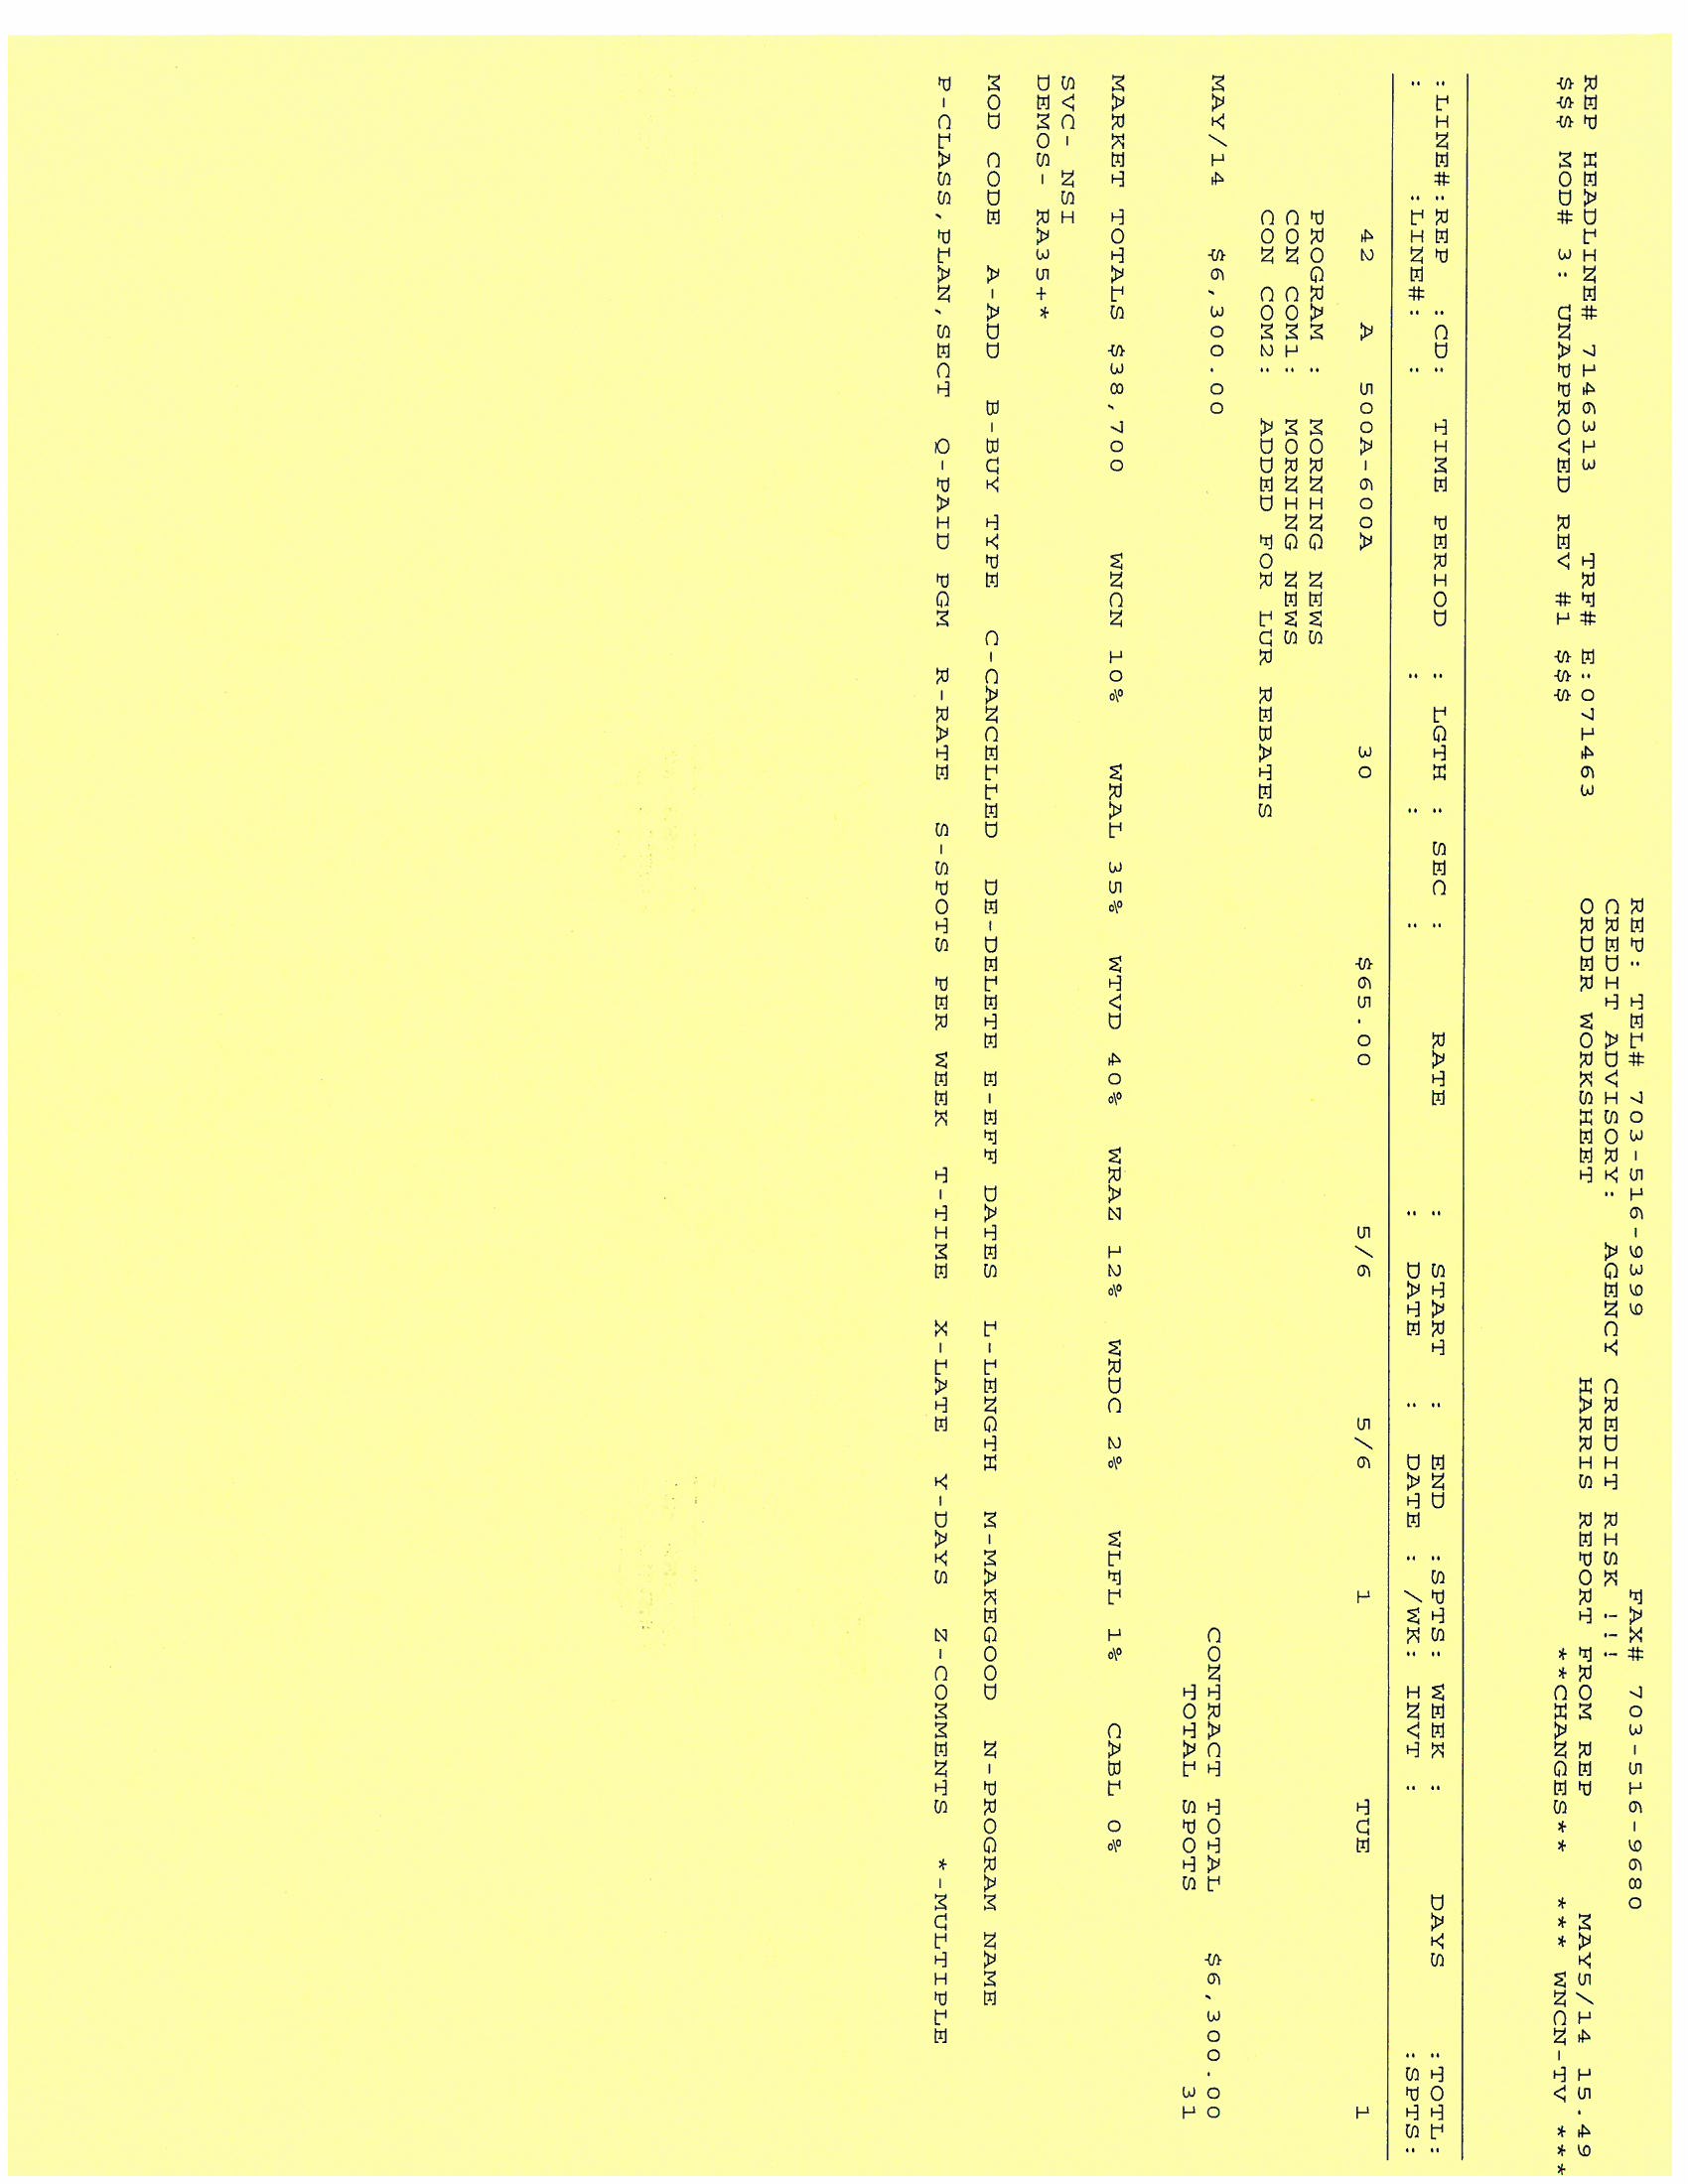 REP: TEL# 703-516-9399 FAX# 703-516-9680
CREDIT ADVISORY: AGENCY CREDIT RISK !!!
REP HEADLINE# 7146313 TRF# E:071463 ORDER WORKSHEET HARRIS REPORT FROM REP MAY5/14 15.49
$$$ MOD# 3: UNAPPROVED REV #1 $$$ **CHANGES** *** WNCN-TV ***
:LINE#:REP :CD: TIME PERIOD : LGTH : SEC : RATE : START : END :SPTS: WEEK : DAYS :TOTL:
: :LINE#: : : : : : DATE : DATE : /WK: INVT : :SPTS:
42 A 500A-600A 30 $65.00 5/6 5/6 1 TUE 1
PROGRAM : MORNING NEWS
CON COM1: MORNING NEWS
CON COM2: ADDED FOR LUR REBATES
MAY/14 $6,300.00 CONTRACT TOTAL $6,300.00
TOTAL SPOTS 31
MARKET TOTALS $38,700 WNCN 10% WRAL 35% WTVD 40% WRAZ 12% WRDC 2% WLFL 1% CABL 0%
SVC- NSI
DEMOS- RA35+*
MOD CODE A-ADD B-BUY TYPE C-CANCELLED DE-DELETE E-EFF DATES L-LENGTH M-MAKEGOOD N-PROGRAM NAME
P-CLASS,PLAN,SECT Q-PAID PGM R-RATE S-SPOTS PER WEEK T-TIME X-LATE Y-DAYS Z-COMMENTS *-MULTIPLE